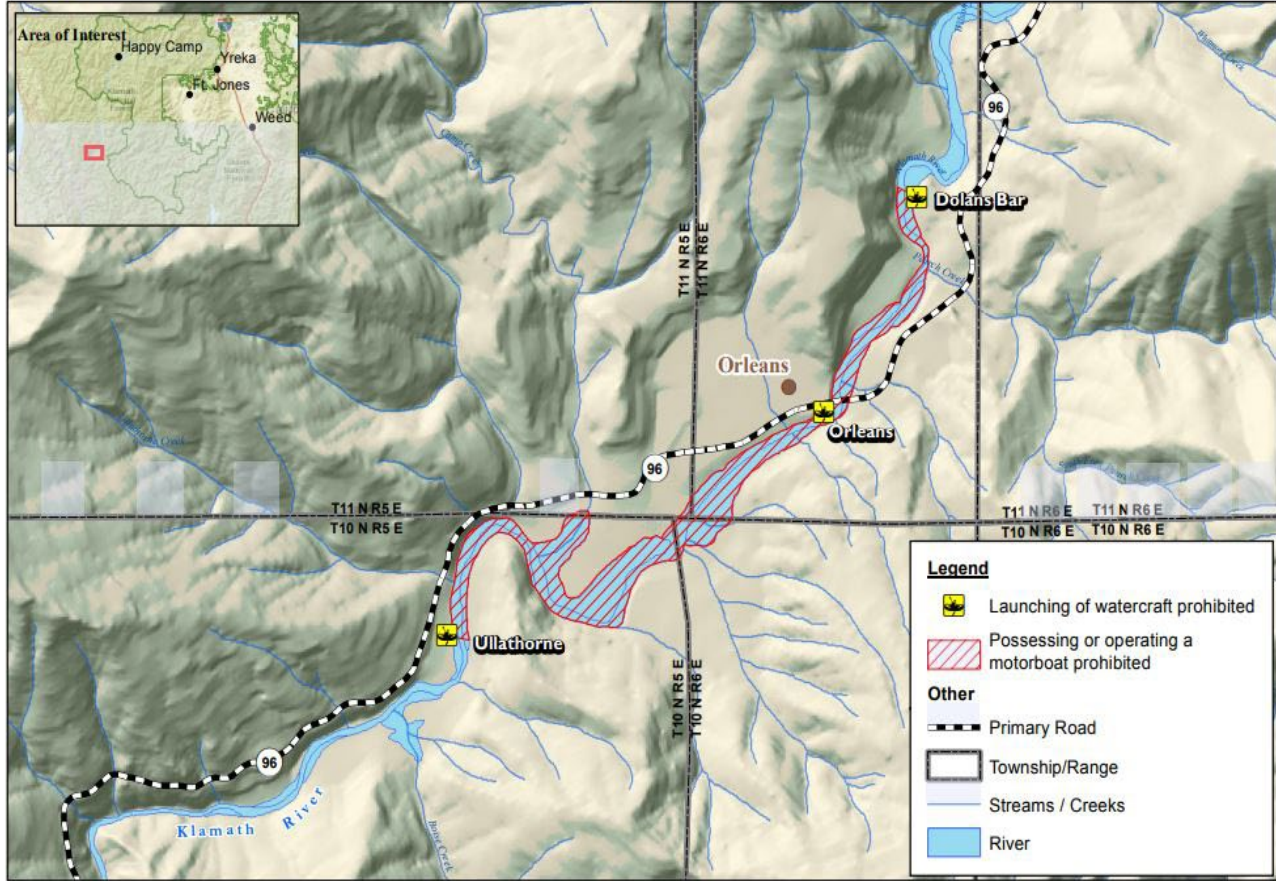 Area of Interest
Happy Camp
Yreka
Ft. Jones
Weed
96
Klamath River
Dolans Bar
T11 N R5 E
T11 N R6 E
Orleans
Orleans
96
T11 N R5 E
T10 N R5 E
T11 N R6 E
T10 N R6 E
T11 N R6 E
T10 N R6 E
Ullathorne
T10 N R5 E
T10 N R6 E
96
Klamath River
Legend
Launching of watercraft prohibited
Possessing or operating a
motorboat prohibited
Other
Primary Road
Township/Range
Streams / Creeks
River